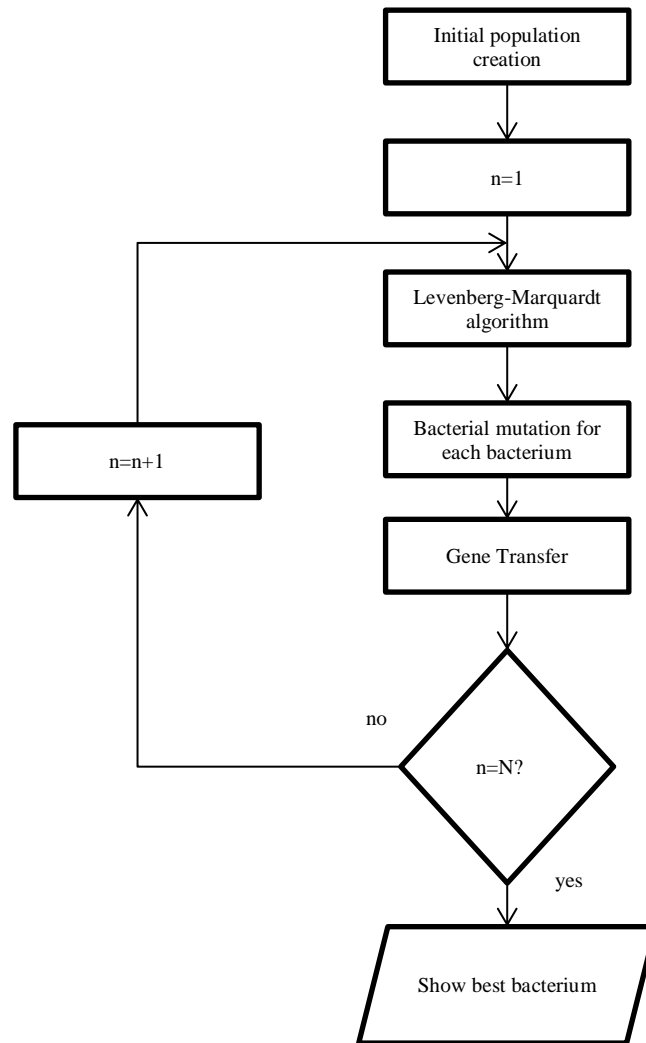 Initial population
creation
n=1
Levenberg-Marquardt
algorithm
Bacterial mutation for
each bacterium
n=n+1
Gene Transfer
no
n=N?
yes
Show best bacterium